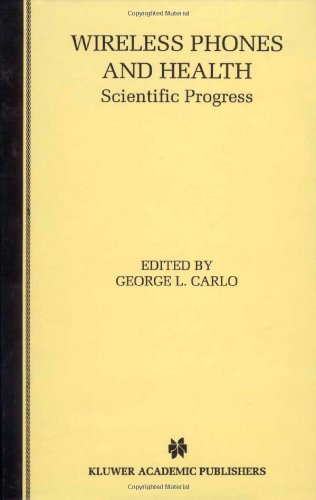 WIRELESS PHONES
AND HEALTH
Scientific Progress
EDITED BY
GEORGE L. CARLO
KLUWER ACADEMIC PUBLISHERS